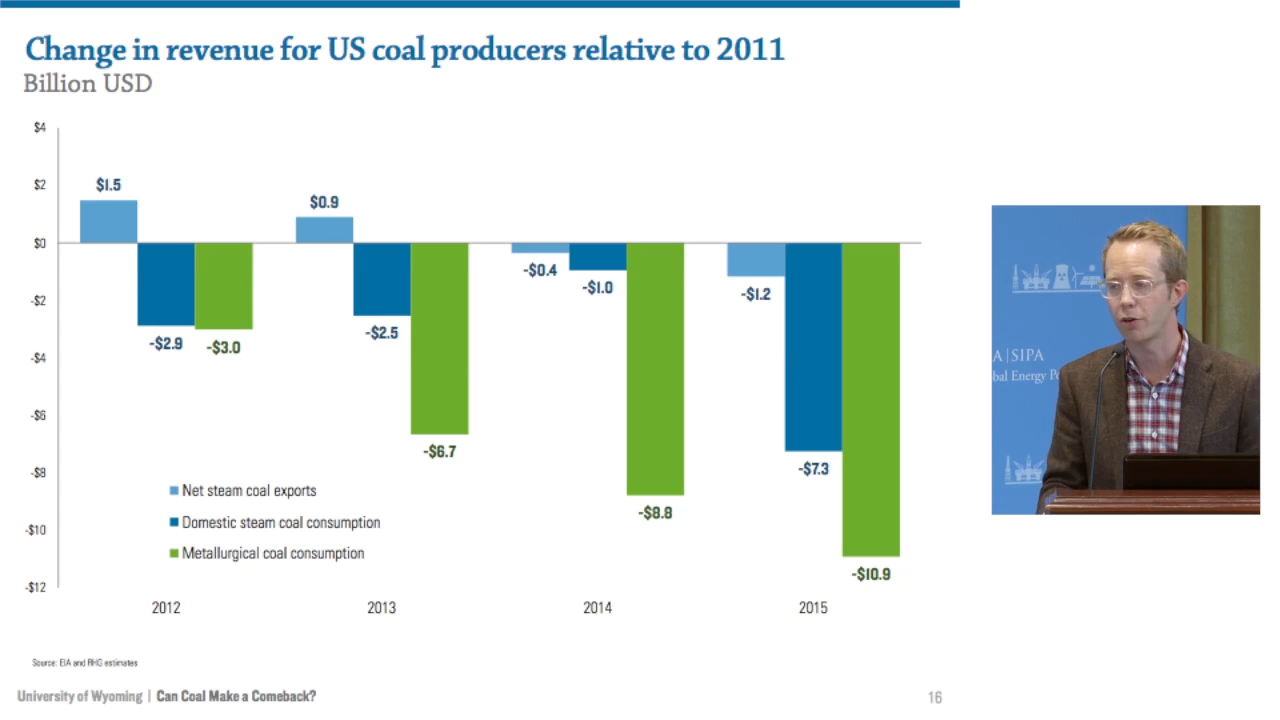 Change in revenue for US coal producers relative to 2011
Billion USD
$4
$2
$0
-$2
-$4
-$6
-$8
-$10
-$12
$1.5
-$2.9
-$3.0
$0.9
-$2.5
-$6.7
-$0.4
-$1.0
-$8.8
-$1.2
-$7.3
-$10.9
Net steam coal exports
Domestic steam coal consumption
Metallurgical coal consumption
2012
2013
2014
2015
Source: EIA and RHG estimates
University of Wyoming | Can Coal Make a Comeback?
16
A | SIPA
bal Energy Po